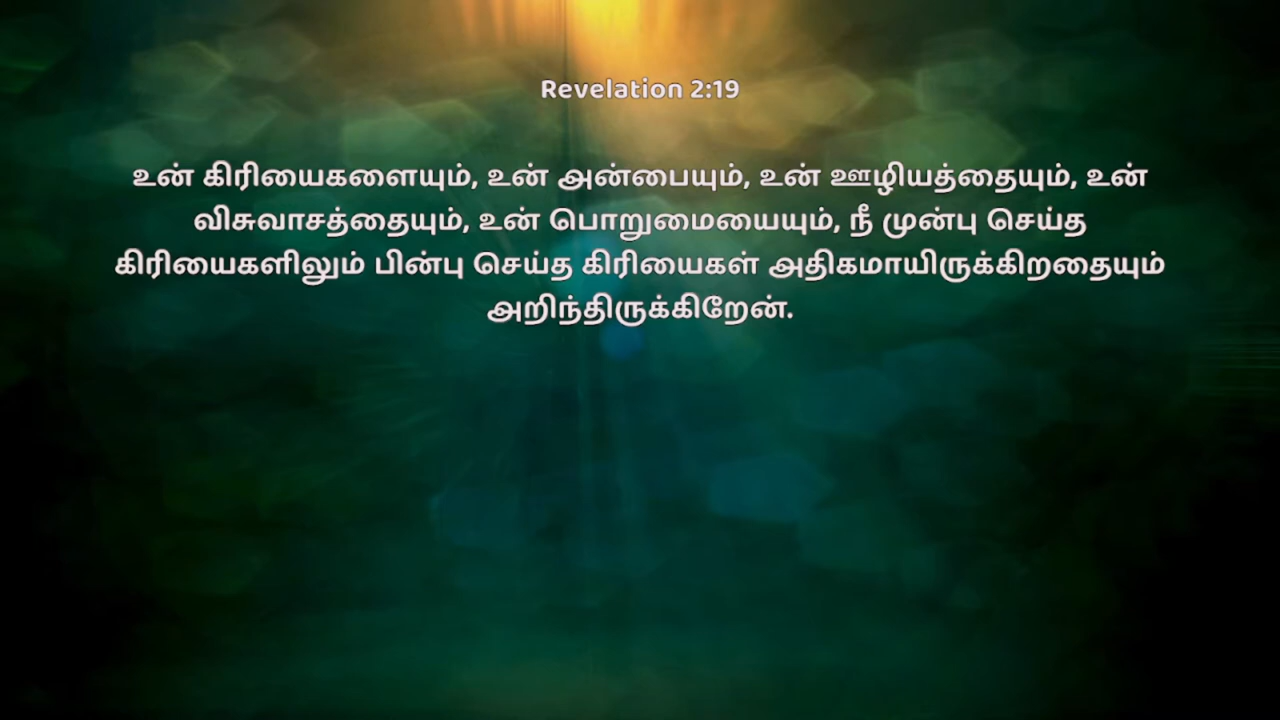 Revelation 2:19
உன் கிரியைகளையும், உன் அன்பையும், உன் ஊழியத்தையும், உன்
விசுவாசத்தையும், உன் பொறுமையையும், நீ முன்பு செய்த
கிரியைகளிலும் பின்பு செய்த கிரியைகள் அதிகமாயிருக்கிறதையும்
அறிந்திருக்கிறேன்.